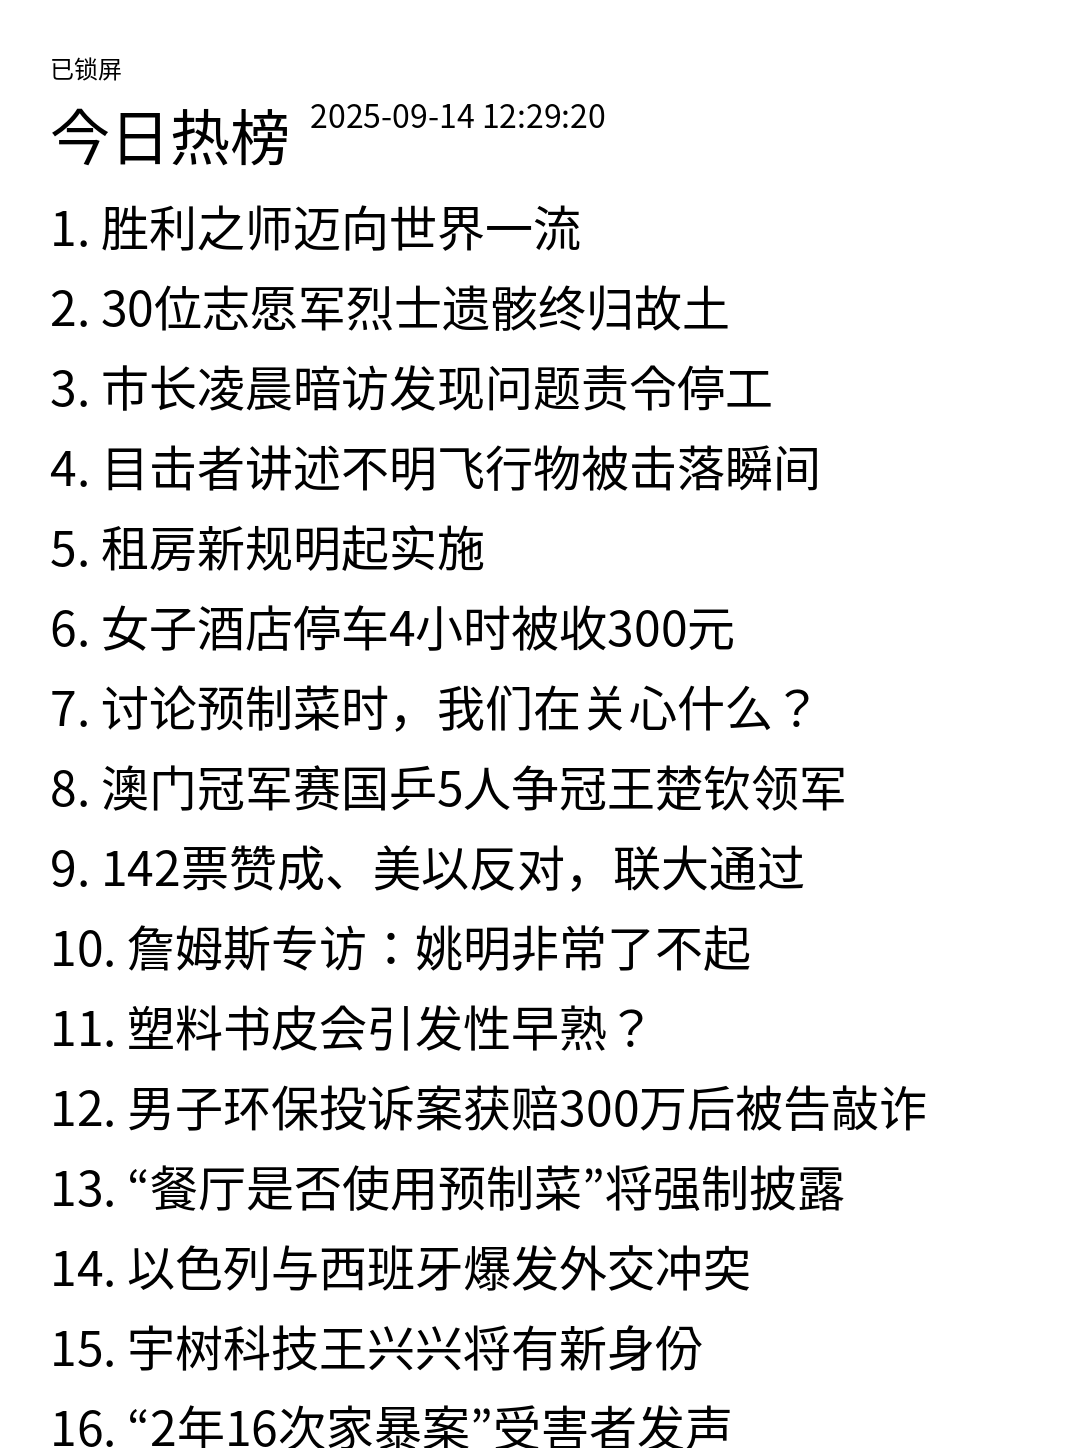 已锁屏
今日热榜 2025-09-14 12:29:20
1. 胜利之师迈向世界一流
2. 30位志愿军烈士遗骸终归故土
3. 市长凌晨暗访发现问题责令停工
4. 目击者讲述不明飞行物被击落瞬间
5. 租房新规明起实施
6. 女子酒店停车4小时被收300元
7. 讨论预制菜时，我们在关心什么？
8. 澳门冠军赛国乒5人争冠王楚钦领军
9. 142票赞成、美以反对，联大通过
10. 詹姆斯专访：姚明非常了不起
11. 塑料书皮会引发性早熟？
12. 男子环保投诉案获赔300万后被告敲诈
13. “餐厅是否使用预制菜”将强制披露
14. 以色列与西班牙爆发外交冲突
15. 宇树科技王兴兴将有新身份
16. “2年16次家暴案”受害者发声